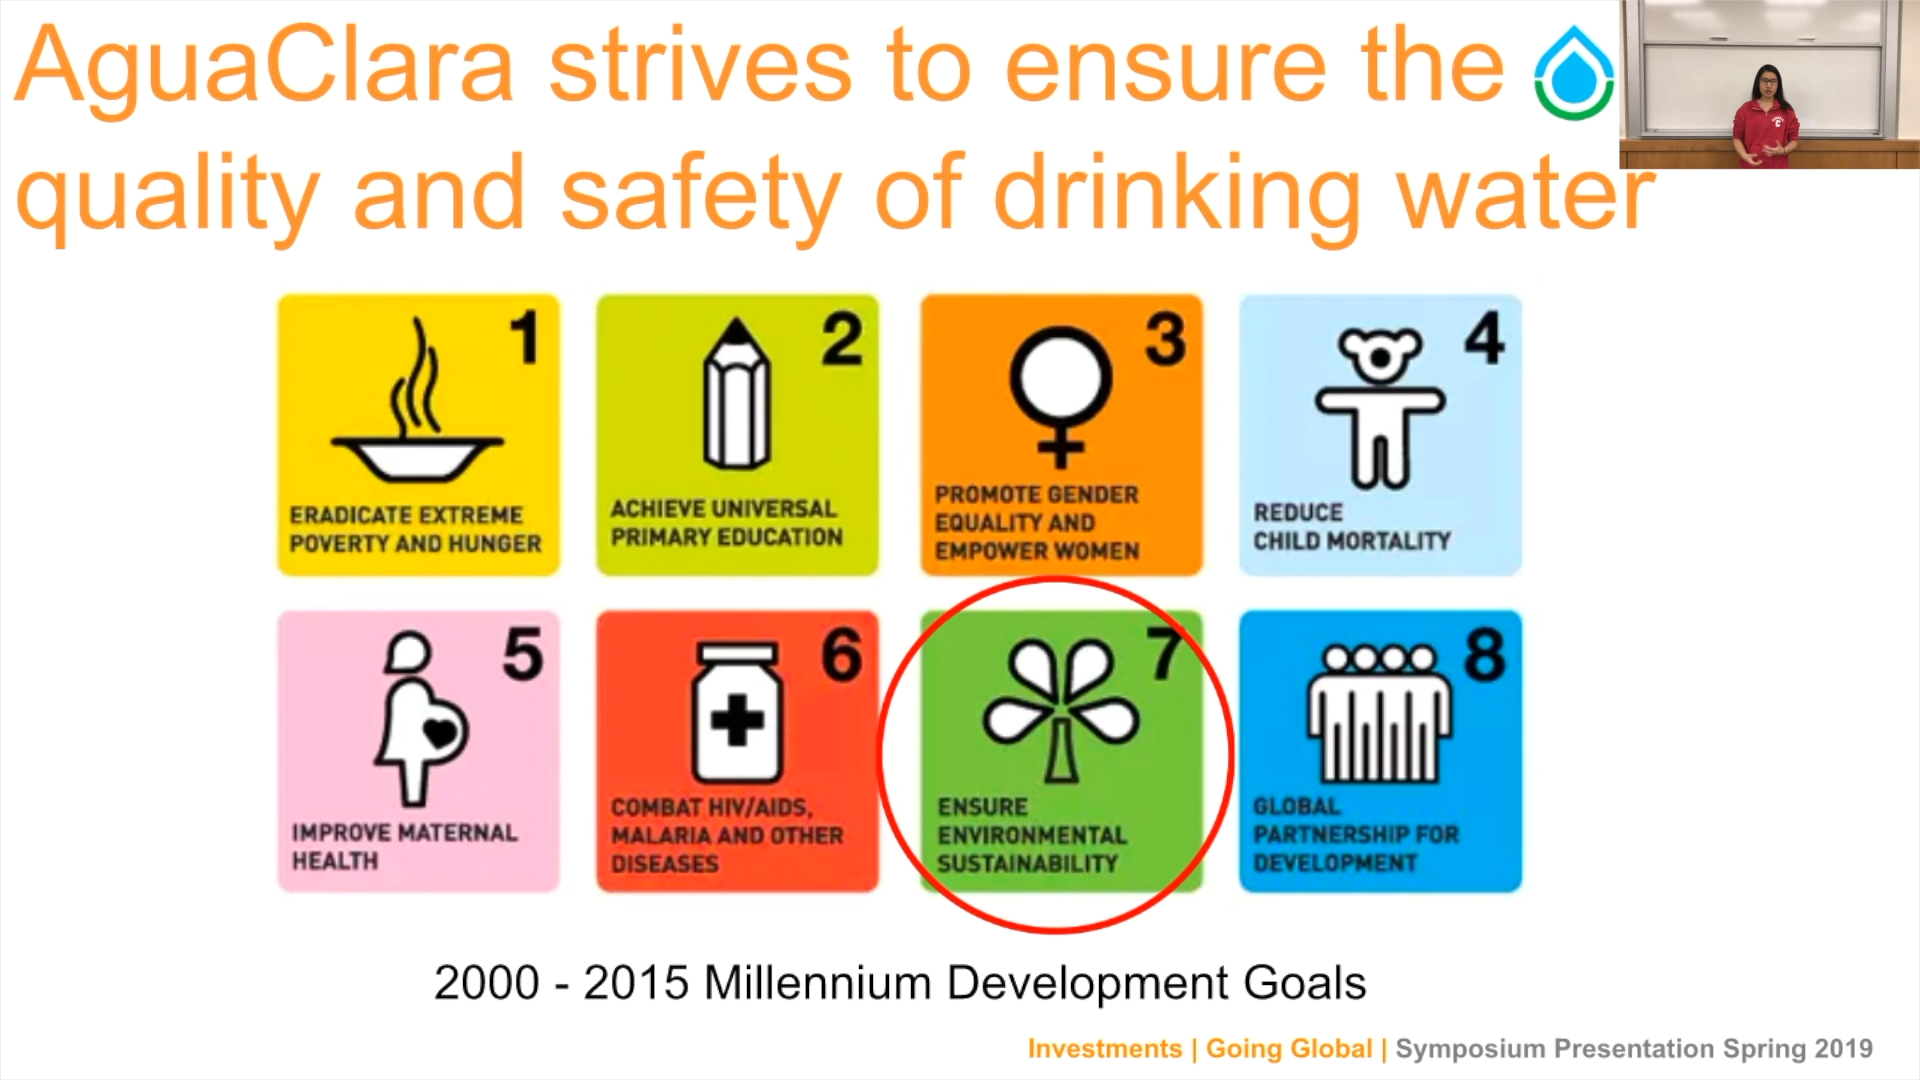 AguaClara strives to ensure the
quality and safety of drinking water
1
ERADICATE EXTREME
POVERTY AND HUNGER
2
ACHIEVE UNIVERSAL
PRIMARY EDUCATION
3
PROMOTE GENDER
EQUALITY AND
EMPOWER WOMEN
4
REDUCE
CHILD MORTALITY
5
IMPROVE MATERNAL
HEALTH
6
COMBAT HIV/AIDS,
MALARIA AND OTHER
DISEASES
7
ENSURE
ENVIRONMENTAL
SUSTAINABILITY
8
GLOBAL
PARTNERSHIP FOR
DEVELOPMENT
2000 - 2015 Millennium Development Goals
Investments | Going Global | Symposium Presentation Spring 2019